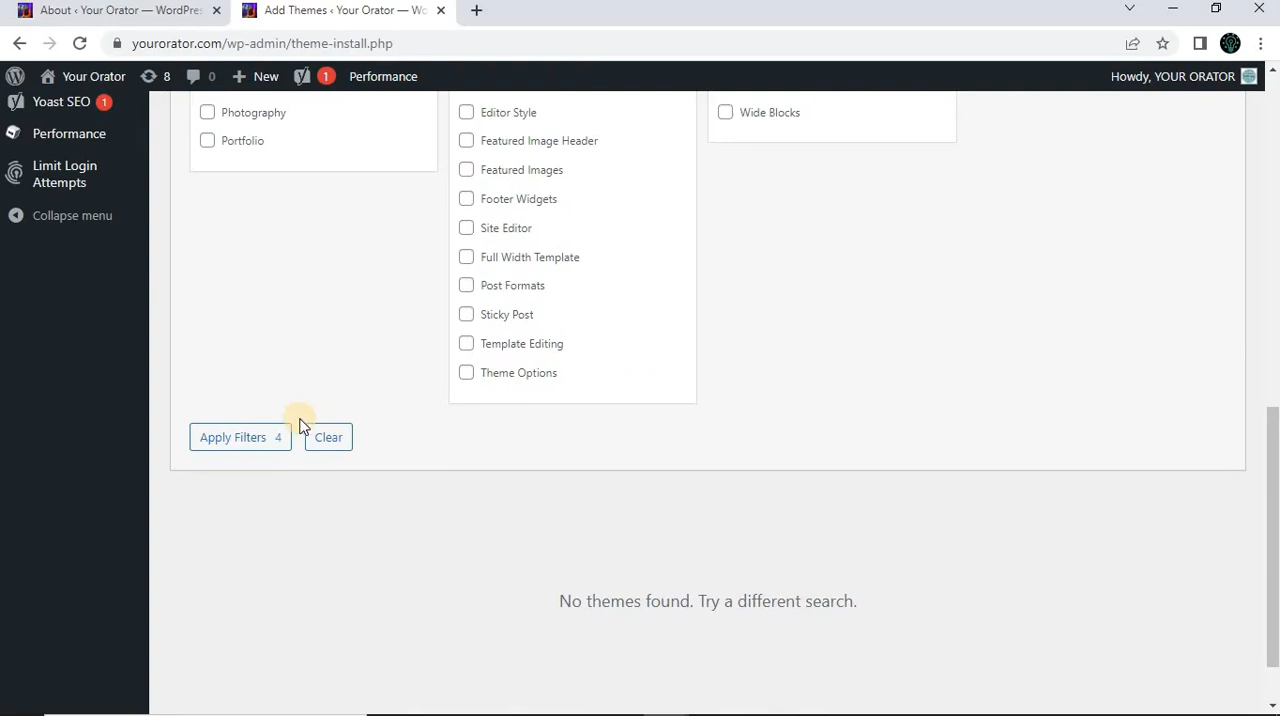 About ‹ Your Orator — WordPres
Add Themes ‹ Your Orator — Wo
yourorator.com/wp-admin/theme-install.php
Your Orator
8
0
New
1
Performance
Howdy, YOUR ORATOR
Yoast SEO 1
Performance
Limit Login
Attempts
Collapse menu
Photography
Portfolio
Editor Style
Featured Image Header
Featured Images
Footer Widgets
Site Editor
Full Width Template
Post Formats
Sticky Post
Template Editing
Theme Options
Wide Blocks
Apply Filters 4
Clear
No themes found. Try a different search.